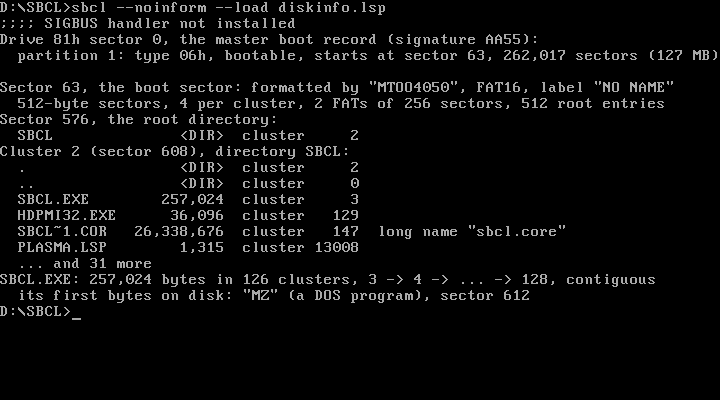 D:\SBCL>sbcl --noinform --load diskinfo.lsp
;;;; SIGBUS handler not installed
Drive 81h sector 0, the master boot record (signature AA55):
  partition 1: type 06h, bootable, starts at sector 63, 262,017 sectors (127 MB)

Sector 63, the boot sector: formatted by "MTOO4050", FAT16, label "NO NAME"
  512-byte sectors, 4 per cluster, 2 FATs of 256 sectors, 512 root entries
Sector 576, the root directory:
  SBCL            <DIR>  cluster     2
Cluster 2 (sector 608), directory SBCL:
  .               <DIR>  cluster     2
  ..              <DIR>  cluster     0
  SBCL.EXE      257,024  cluster     3
  HDPMI32.EXE    36,096  cluster   129
  SBCL~1.COR 26,338,676  cluster   147  long name "sbcl.core"
  PLASMA.LSP      1,315  cluster 13008
  ... and 31 more
SBCL.EXE: 257,024 bytes in 126 clusters, 3 -> 4 -> ... -> 128, contiguous
  its first bytes on disk: "MZ" (a DOS program), sector 612
D:\SBCL>_